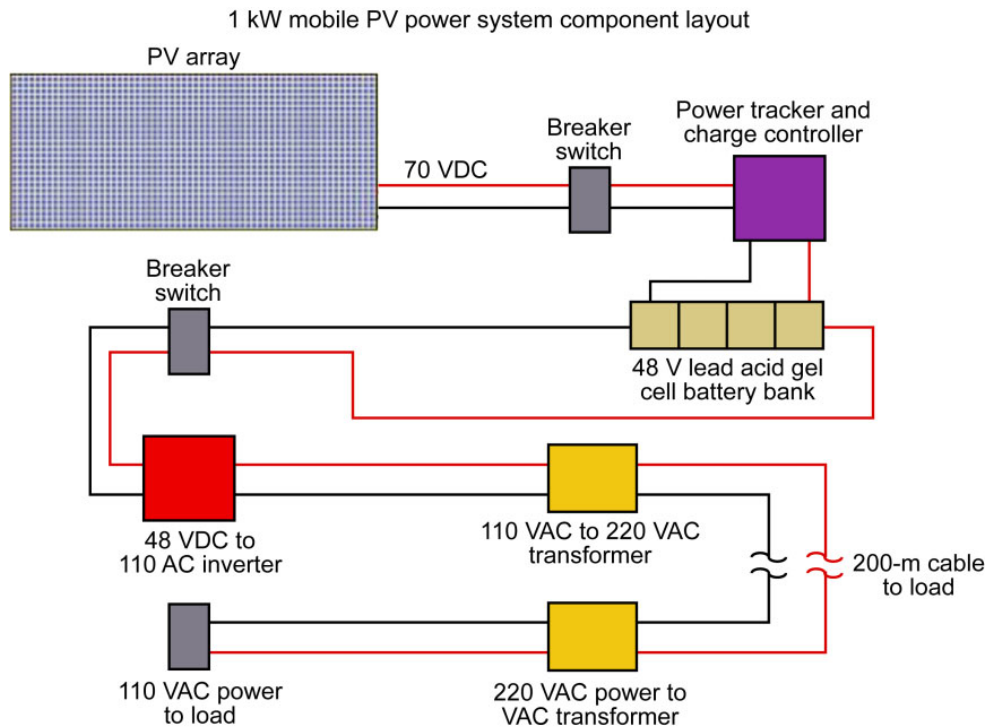 1 kW mobile PV power system component layout
PV array
Power tracker and
charge controller
Breaker
switch
70 VDC
Breaker
switch
48 V lead acid gel
cell battery bank
48 VDC to
110 AC inverter
110 VAC to 220 VAC
transformer
200-m cable
to load
110 VAC power
to load
220 VAC power to
VAC transformer